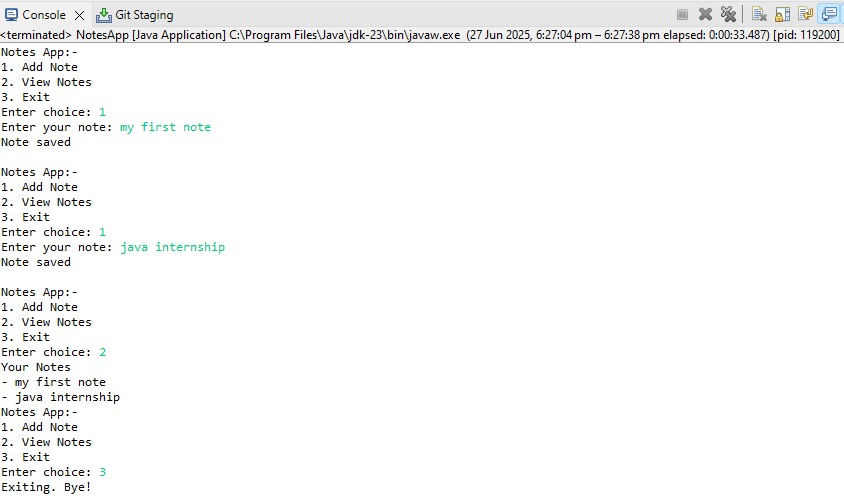 Console Git Staging
<terminated> NotesApp [Java Application] C:\Program Files\Java\jdk-23\bin\javaw.exe (27 Jun 2025, 6:27:04 pm – 6:27:38 pm elapsed: 0:00:33.487) [pid: 119200]
Notes App:-
1. Add Note
2. View Notes
3. Exit
Enter choice: 1
Enter your note: my first note
Note saved
Notes App:-
1. Add Note
2. View Notes
3. Exit
Enter choice: 1
Enter your note: java internship
Note saved
Notes App:-
1. Add Note
2. View Notes
3. Exit
Enter choice: 2
Your Notes
- my first note
- java internship
Notes App:-
1. Add Note
2. View Notes
3. Exit
Enter choice: 3
Exiting. Bye!